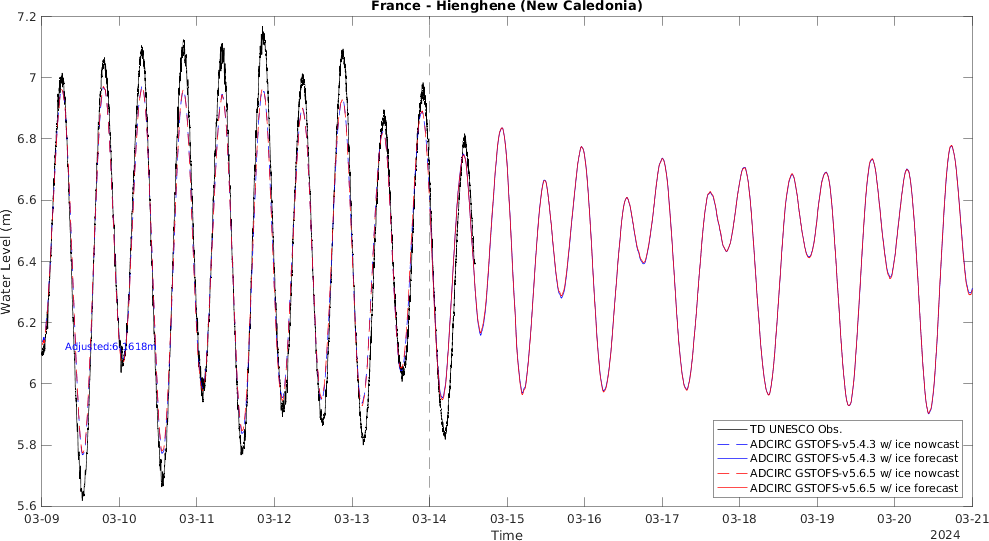 France - Hienghene (New Caledonia)
7.2
7
6.8
6.6
6.4
6.2
6
5.8
5.6
Water Level (m)
TD UNESCO Obs.
ADCIRC GSTOFS-v5.4.3 w/ ice nowcast
ADCIRC GSTOFS-v5.4.3 w/ ice forecast
ADCIRC GSTOFS-v5.6.5 w/ ice nowcast
ADCIRC GSTOFS-v5.6.5 w/ ice forecast
03-09
03-10
03-11
03-12
03-13
03-14
03-15
03-16
03-17
03-18
03-19
03-20
03-21
Time
2024